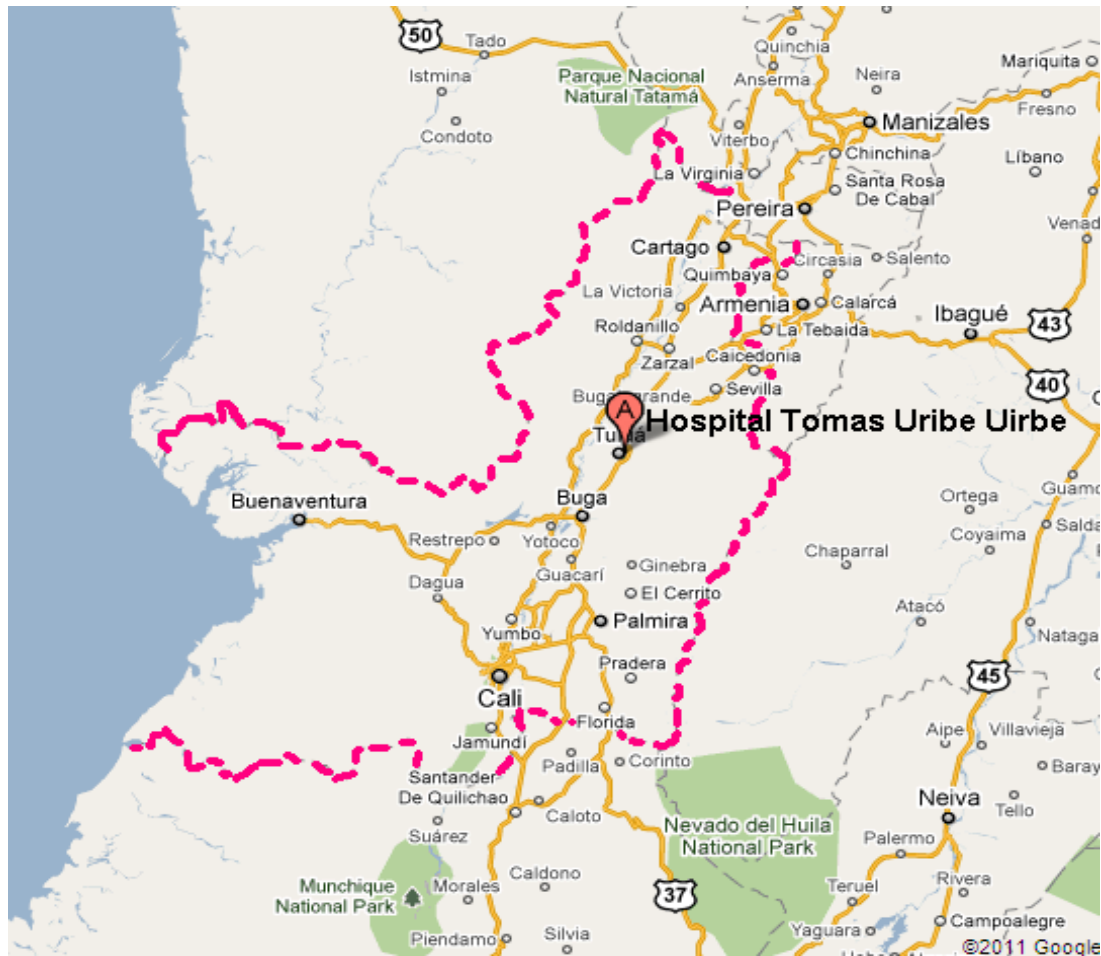 50
Tado
Istmina
Condoto
Parque Nacional
Natural Tatamá
Quinchia
Anserma
Neira
Mariquita
Fresno
Manizales
Viterbo
Chinchina
Líbano
La Virginia
Santa Rosa
De Cabal
Pereira
Venad
Cartago
Circasia
Salento
Quimbaya
La Victoria
Armenia
Calarcá
Ibagué
43
Roldanillo
La Tebaida
Zarzal
Caicedonia
40
Sevilla
A
Hospital Tomas Uribe Uirbe
Buenaventura
Buga
Guamo
Ortega
Salda
Coyaima
Restrepo
Yotoco
Chaparral
Guacarí
Ginebra
Dagua
El Cerrito
Atacó
Yumbo
Palmira
Nataga
Pradera
45
Cali
Florida
Jamundí
Aipe
Villavieja
Padilla
Corinto
Baray
Santander
De Quilichao
Caloto
Tello
Neiva
Suárez
Nevado del Huila
National Park
Palermo
Caldono
Munchique
National Park
Morales
37
Teruel
Rivera
Campoalegre
Yaguara
Piendamo
Silvia
©2011 Google